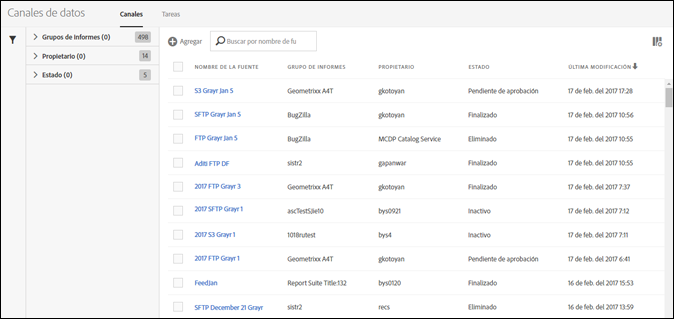 Canales de datos Canales Tareas
Grupos de Informes (0) 498
Propietario (0) 14
Estado (0) 5
Agregar Buscar por nombre de fu
NOMBRE DE LA FUENTE GRUPO DE INFORMES PROPIETARIO ESTADO ÚLTIMA MODIFICACIÓN
S3 Grayr Jan 5 Geometrixx A4T gkotoyan Pendiente de aprobación 17 de feb. del 2017 17:28
SFTP Grayr Jan 5 BugZilla gkotoyan Finalizado 17 de feb. del 2017 10:56
FTP Grayr Jan 5 BugZilla MCDP Catalog Service Eliminado 17 de feb. del 2017 10:55
Aditi FTP DF sistr2 gapanwar Finalizado 17 de feb. del 2017 10:55
2017 FTP Grayr 3 Geometrixx A4T gkotoyan Finalizado 17 de feb. del 2017 7:37
2017 SFTP Grayr 1 ascTestSJie10 bys0921 Inactivo 17 de feb. del 2017 7:12
2017 S3 Grayr 1 1018rutest bys4 Inactivo 17 de feb. del 2017 7:11
2017 FTP Grayr 1 Geometrixx A4T gkotoyan Pendiente de aprobación 17 de feb. del 2017 6:41
FeedJan Report Suite Title:132 bys0120 Finalizado 16 de feb. del 2017 15:53
SFTP December 21 Grayr sistr2 recs Eliminado 16 de feb. del 2017 13:59